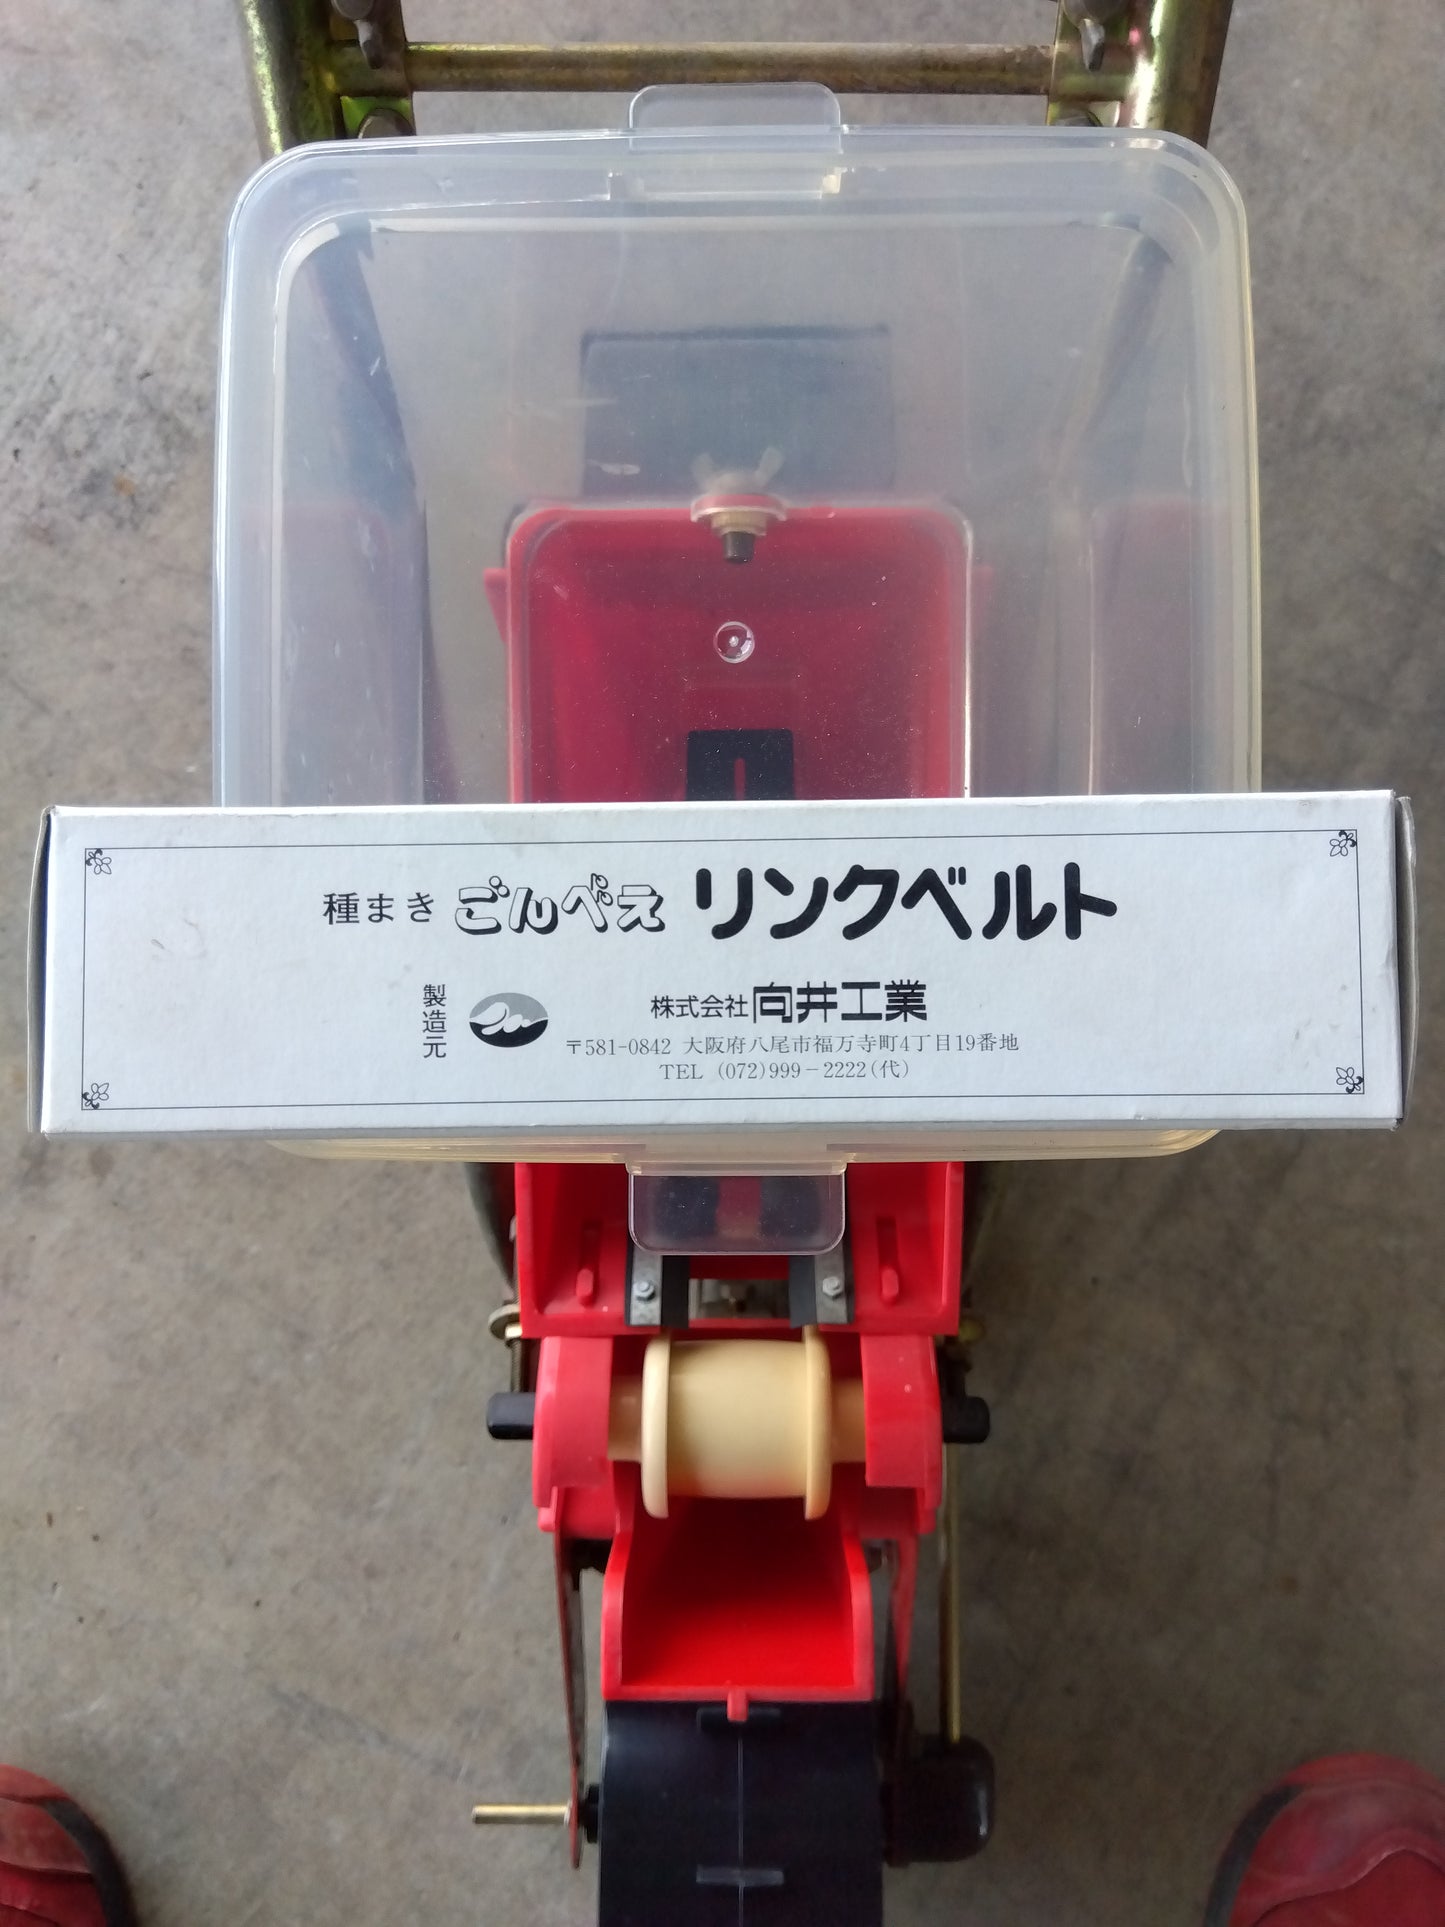 種まき ごんべえ リンクベルト
製造元
株式会社 向井工業
〒581-0842 大阪府八尾市福万寺町4丁目19番地
TEL (072)999-2222(代)